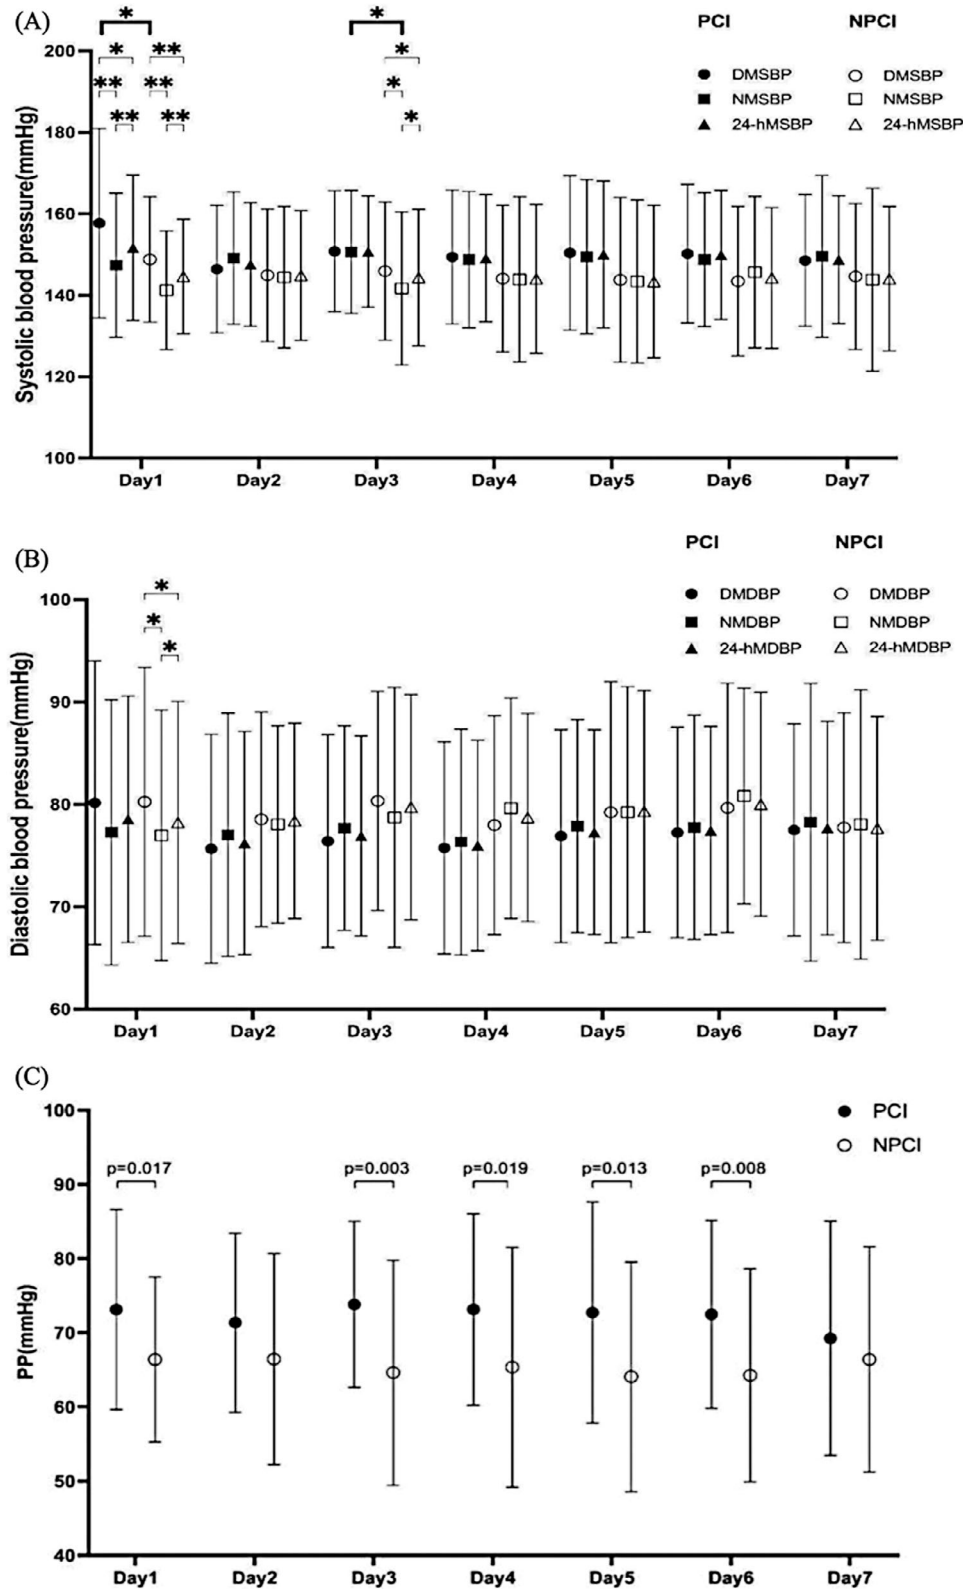 (A)
PCI NPCI
DMSBP DMSBP
NMSBP NMSBP
24-hMSBP 24-hMSBP
* *
* ** *
** ** *
** ** *
Systolic blood pressure(mmHg)
200
180
160
140
120
100
Day1 Day2 Day3 Day4 Day5 Day6 Day7
(B)
PCI NPCI
DMDBP DMDBP
NMDBP NMDBP
24-hMDBP 24-hMDBP
*
*
*
Diastolic blood pressure(mmHg)
100
90
80
70
60
Day1 Day2 Day3 Day4 Day5 Day6 Day7
(C)
PCI
NPCI
p=0.017 p=0.003 p=0.019 p=0.013 p=0.008
PP(mmHg)
100
90
80
70
60
50
40
Day1 Day2 Day3 Day4 Day5 Day6 Day7